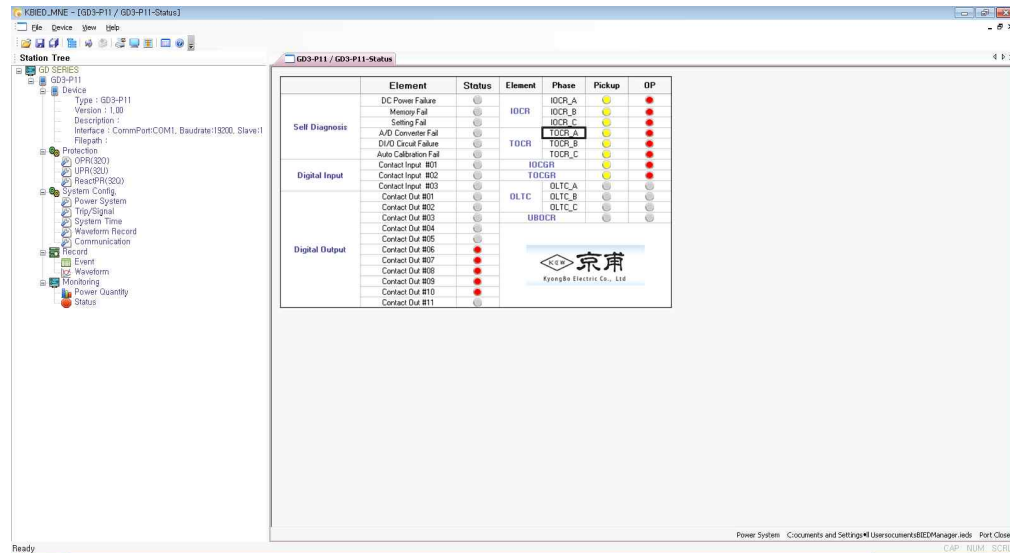 KBIED_MNE - [GD3-P11 / GD3-P11-Status]
File Device View Help
Station Tree
GD SERIES
GD3-P11
Device
Type : GD3-P11
Version : 1,00
Description :
Interface : CommPort:COM1, Baudrate:19200, Slave:1
Filepath :
Protection
OPR(32O)
UPR(32U)
ReactPR(32Q)
System Config,
Power System
Trip/Signal
System Time
Waveform Record
Communication
Record
Event
Waveform
Monitoring
Power Quantity
Status
GD3-P11 / GD3-P11-Status
Element Status Element Phase Pickup OP
Self Diagnosis
DC Power Failure
Memory Fail
Setting Fail
A/D Converter Fail
DI/O Circuit Failure
Auto Calibration Fail
Digital Input
Contact Input #01
Contact Input #02
Contact Input #03
Digital Output
Contact Out #01
Contact Out #02
Contact Out #03
Contact Out #04
Contact Out #05
Contact Out #06
Contact Out #07
Contact Out #08
Contact Out #09
Contact Out #10
Contact Out #11
IOCR
IOCR_A
IOCR_B
IOCR_C
TOCR
TOCR_A
TOCR_B
TOCR_C
IOCGR
TOCGR
OLTC
OLTC_A
OLTC_B
OLTC_C
UBOCR
KEW 京甫
KyongBo Electric Co., Ltd
Power System C:ocuments and Settings\ll UsersocumentsBIEDManager.ieds Port Close
Ready
CAP NUM SCRL